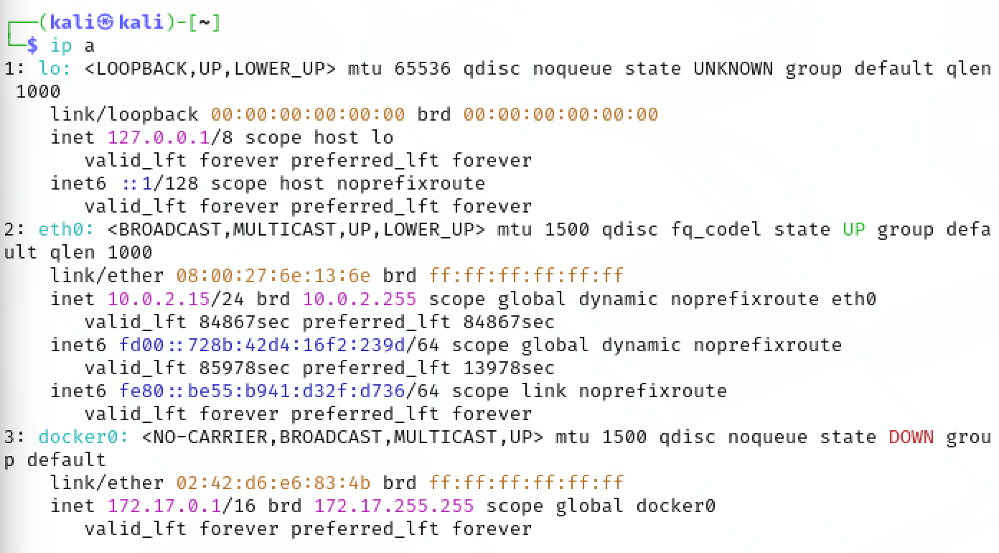 ┌──(kali㉿kali)-[~]
└─$ ip a
1: lo: <LOOPBACK,UP,LOWER_UP> mtu 65536 qdisc noqueue state UNKNOWN group default qlen
 1000
    link/loopback 00:00:00:00:00:00 brd 00:00:00:00:00:00
    inet 127.0.0.1/8 scope host lo
       valid_lft forever preferred_lft forever
    inet6 ::1/128 scope host noprefixroute
       valid_lft forever preferred_lft forever
2: eth0: <BROADCAST,MULTICAST,UP,LOWER_UP> mtu 1500 qdisc fq_codel state UP group defa
ult qlen 1000
    link/ether 08:00:27:6e:13:6e brd ff:ff:ff:ff:ff:ff
    inet 10.0.2.15/24 brd 10.0.2.255 scope global dynamic noprefixroute eth0
       valid_lft 84867sec preferred_lft 84867sec
    inet6 fd00::728b:42d4:16f2:239d/64 scope global dynamic noprefixroute
       valid_lft 85978sec preferred_lft 13978sec
    inet6 fe80::be55:b941:d32f:d736/64 scope link noprefixroute
       valid_lft forever preferred_lft forever
3: docker0: <NO-CARRIER,BROADCAST,MULTICAST,UP> mtu 1500 qdisc noqueue state DOWN grou
p default
    link/ether 02:42:d6:e6:83:4b brd ff:ff:ff:ff:ff:ff
    inet 172.17.0.1/16 brd 172.17.255.255 scope global docker0
       valid_lft forever preferred_lft forever